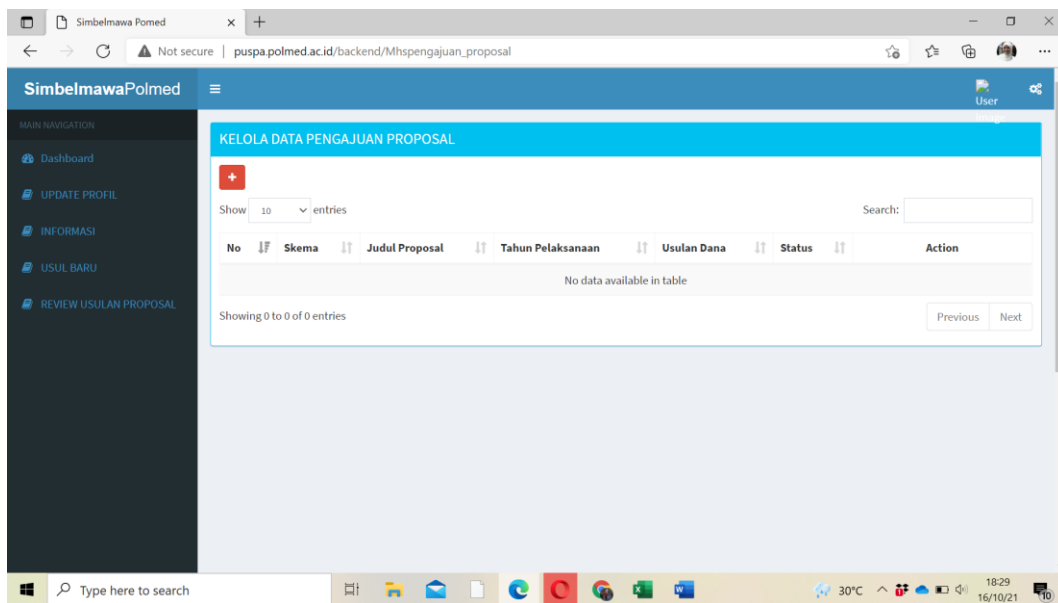 Simbelmawa Pomed
Not secure | puspa.polmed.ac.id/backend/Mhspengajuan_proposal
SimbelmawaPolmed
User
Image
MAIN NAVIGATION
Dashboard
UPDATE PROFIL
INFORMASI
USUL BARU
REVIEW USULAN PROPOSAL
KELOLA DATA PENGAJUAN PROPOSAL
Show 10 entries
Search:
No Skema Judul Proposal Tahun Pelaksanaan Usulan Dana Status Action
No data available in table
Showing 0 to 0 of 0 entries
Previous Next
Type here to search
30°C
18:29
16/10/21
10